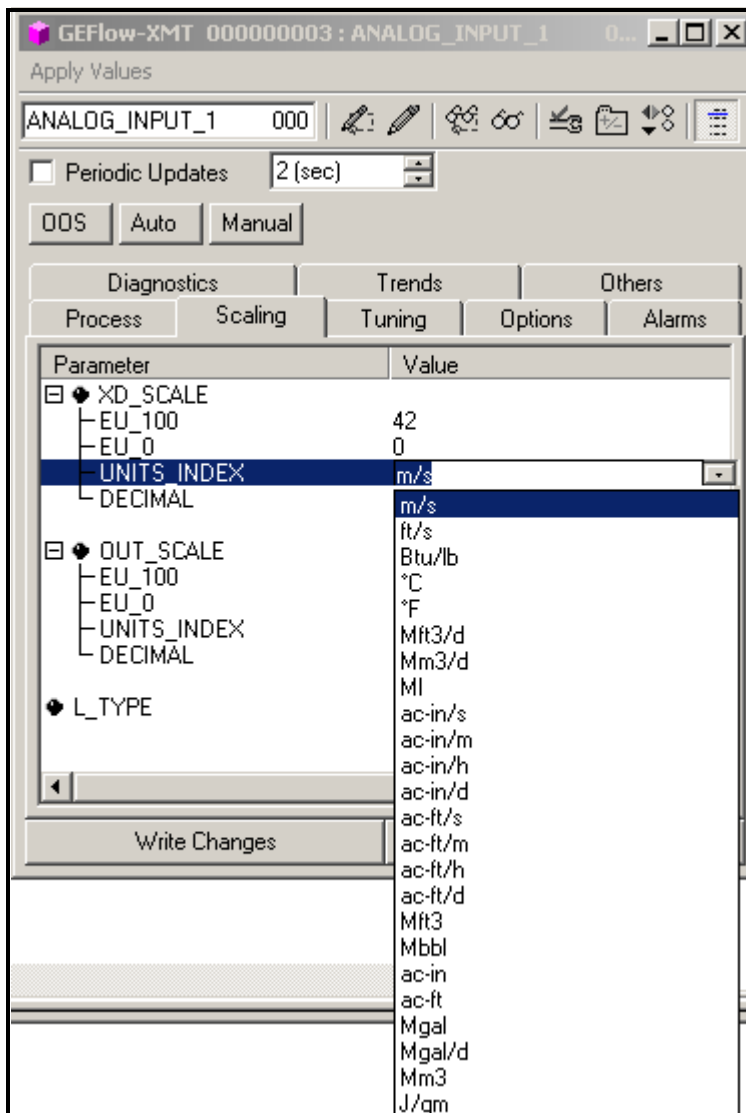 GEFlow-XMT 000000003 : ANALOG_INPUT_1 0...
Apply Values
ANALOG_INPUT_1 000
Periodic Updates 2 (sec)
OOS Auto Manual
Diagnostics Trends Others
Process Scaling Tuning Options Alarms
Parameter Value
XD_SCALE
EU_100 42
EU_0 0
UNITS_INDEX m/s
DECIMAL
OUT_SCALE
EU_100
EU_0
UNITS_INDEX
DECIMAL
L_TYPE
Write Changes
m/s
ft/s
Btu/lb
°C
°F
Mft3/d
Mm3/d
Ml
ac-in/s
ac-in/m
ac-in/h
ac-in/d
ac-ft/s
ac-ft/m
ac-ft/h
ac-ft/d
Mft3
Mbbl
ac-in
ac-ft
Mgal
Mgal/d
Mm3
J/gm